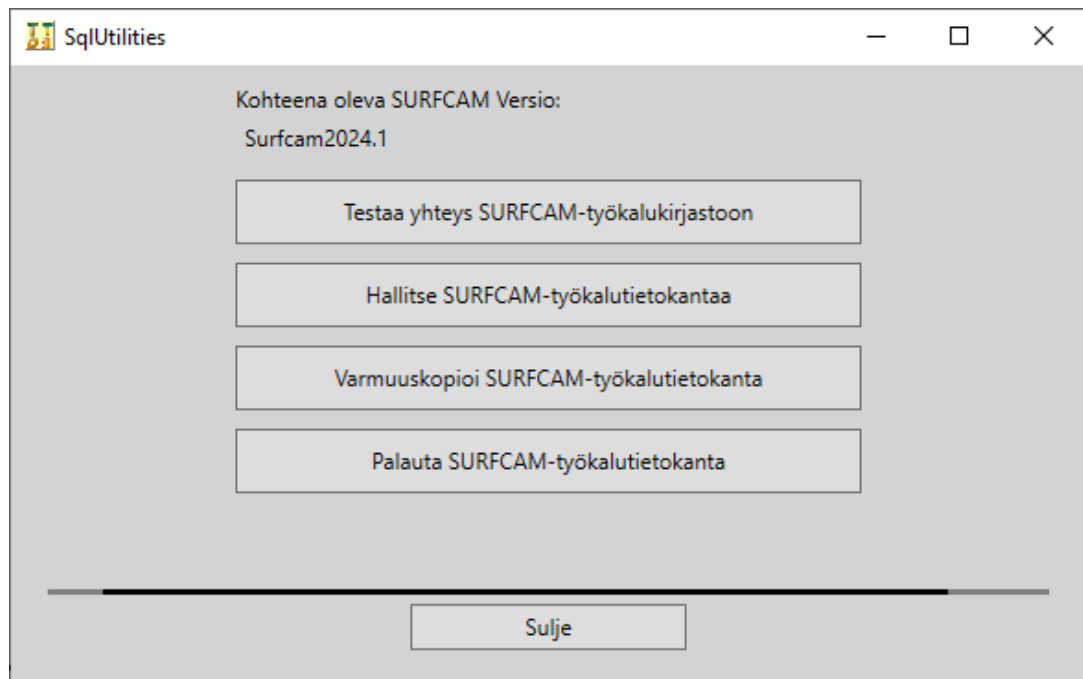 SqlUtilities
Kohteena oleva SURFCAM Versio:
Surfcam2024.1
Testaa yhteys SURFCAM-työkalukirjastoon
Hallitse SURFCAM-työkalutietokantaa
Varmuuskopioi SURFCAM-työkalutietokanta
Palauta SURFCAM-työkalutietokanta
Sulje